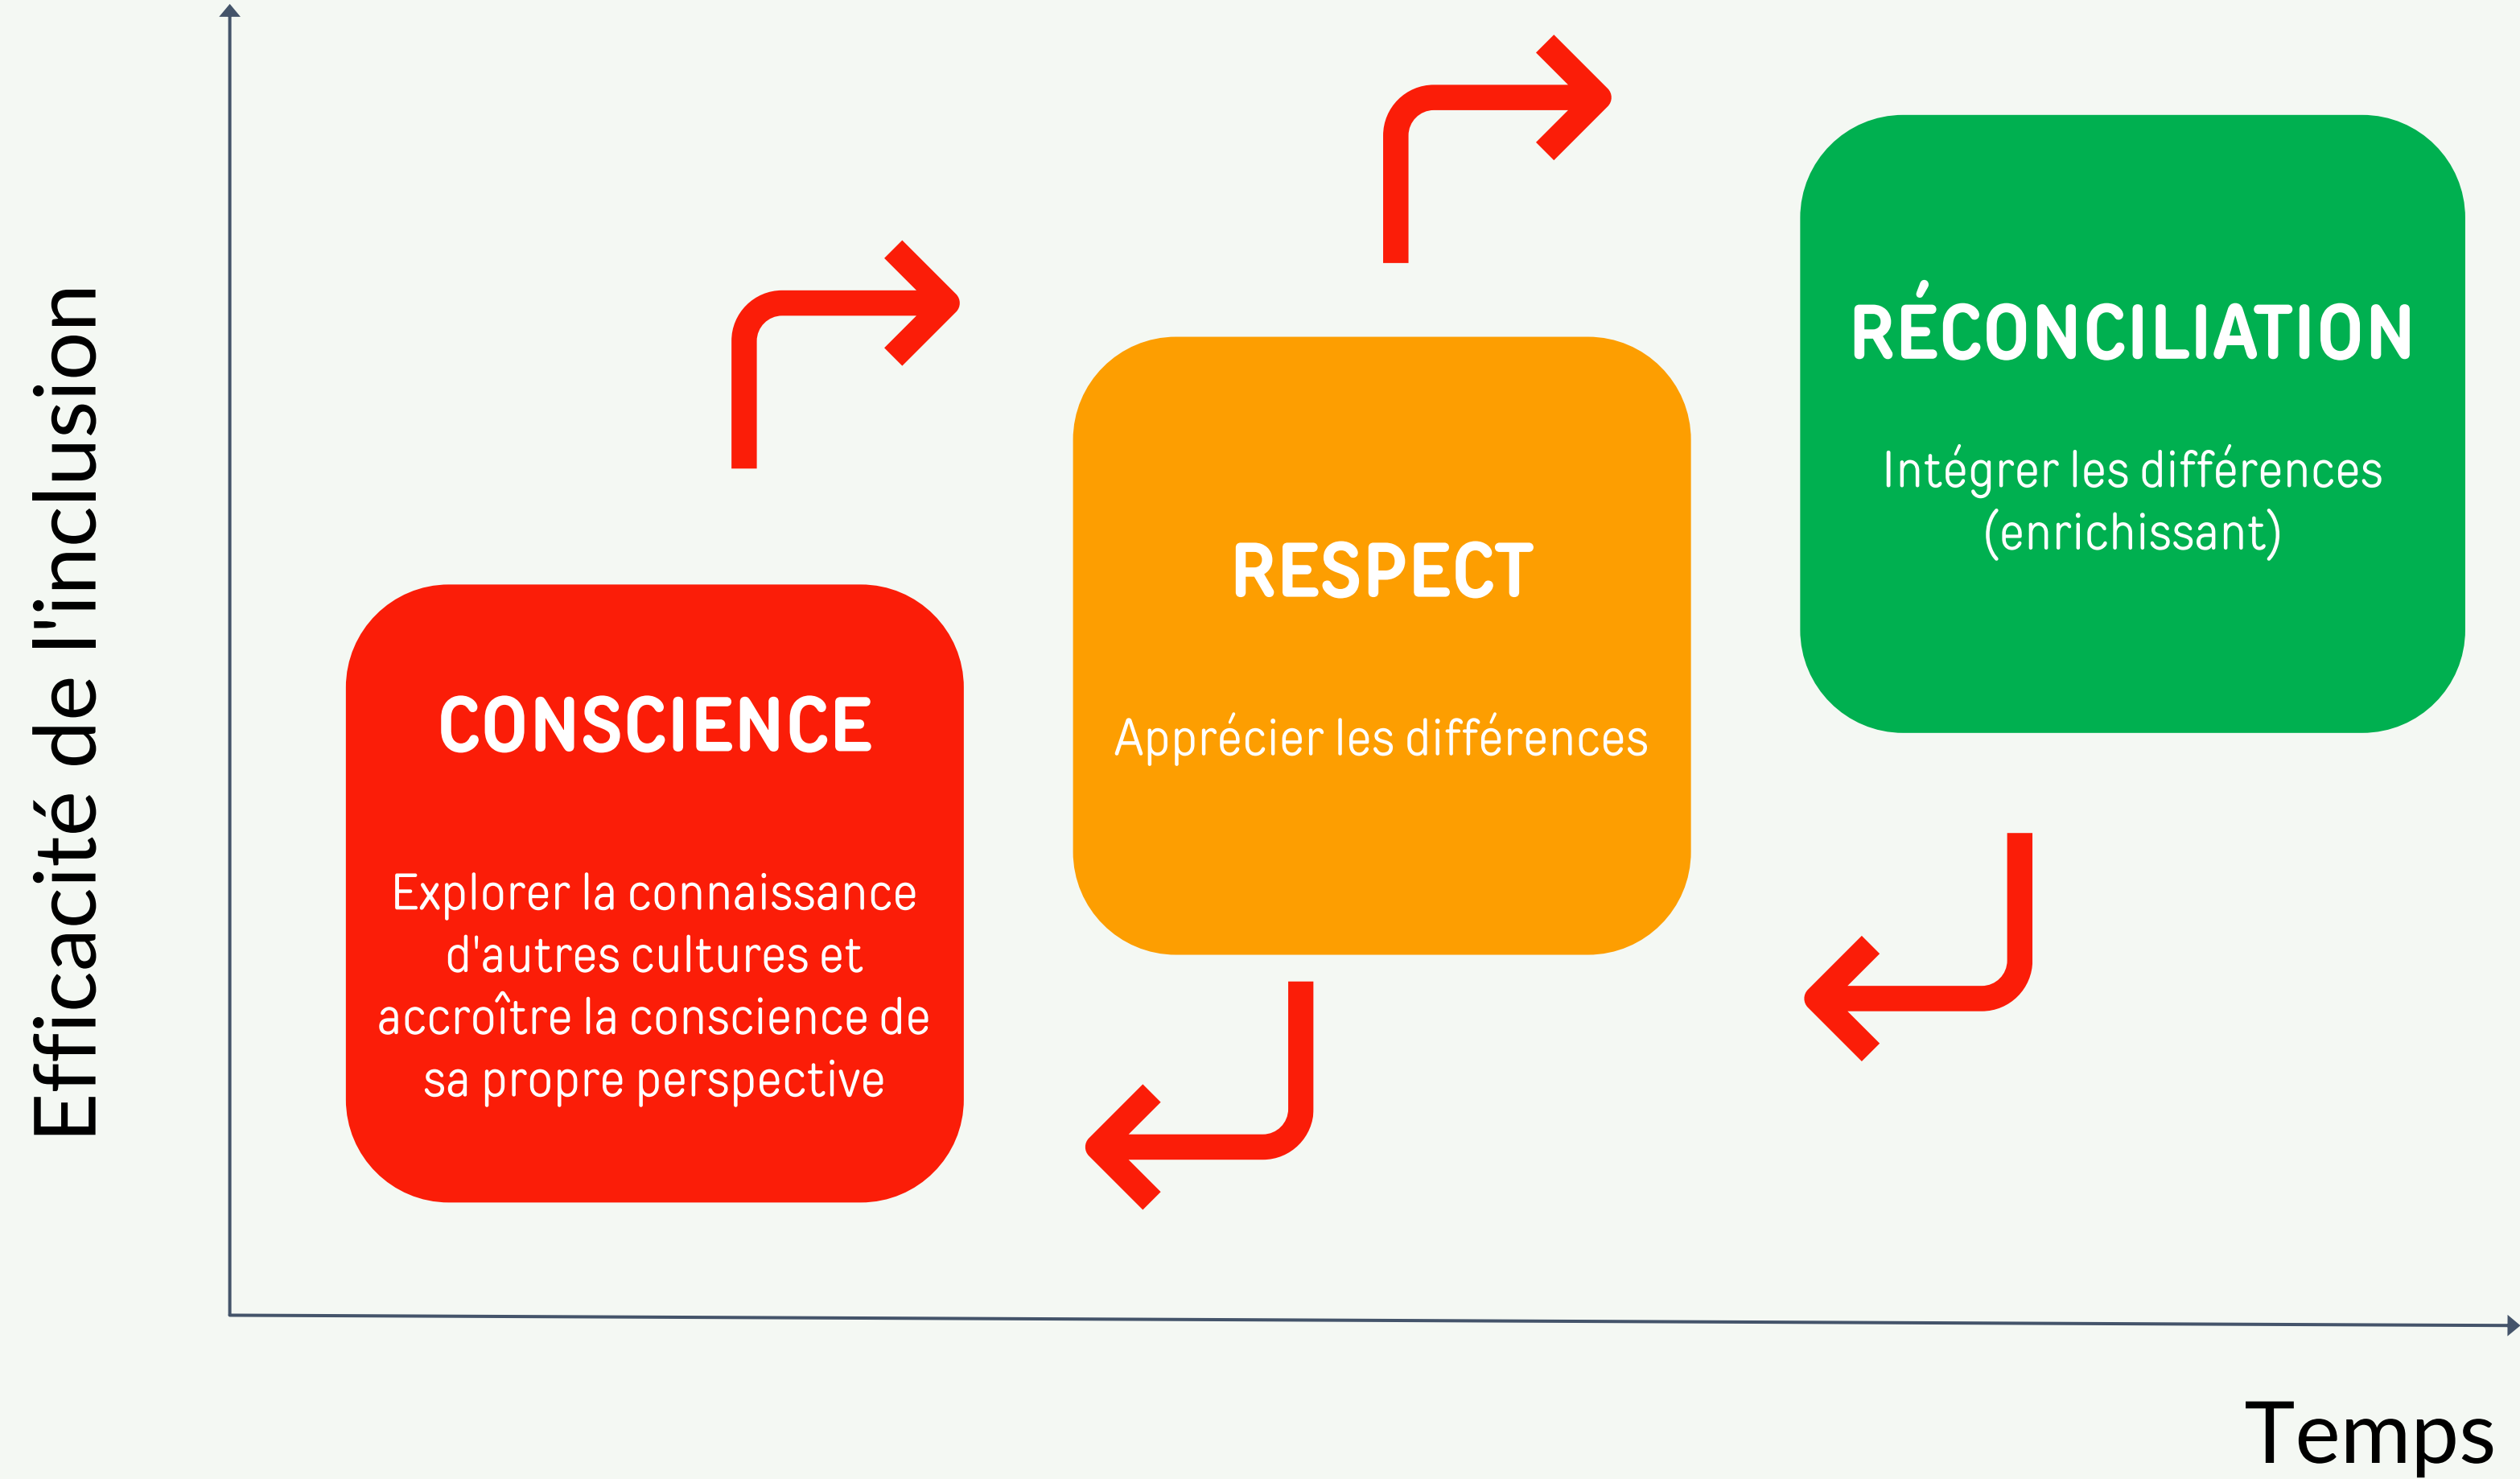 Efficacité de l'inclusion
CONSCIENCE
Explorer la connaissance
d'autres cultures et
accroître la conscience de
sa propre perspective
RESPECT
Apprécier les différences
RÉCONCILIATION
Intégrer les différences
(enrichissant)
Temps